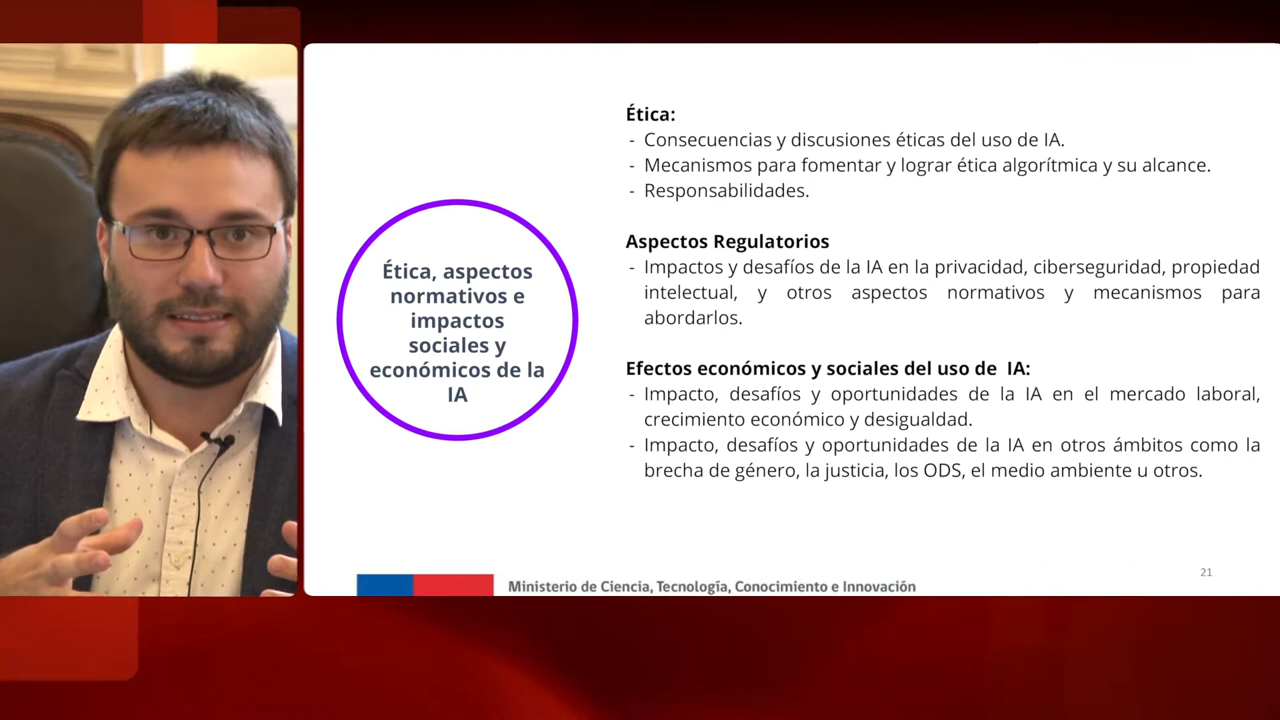 Ética, aspectos
normativos e
impactos
sociales y
económicos de la
IA
Ética:
- Consecuencias y discusiones éticas del uso de IA.
- Mecanismos para fomentar y lograr ética algorítmica y su alcance.
- Responsabilidades.
Aspectos Regulatorios
- Impactos y desafíos de la IA en la privacidad, ciberseguridad, propiedad
intelectual, y otros aspectos normativos y mecanismos para
abordarlos.
Efectos económicos y sociales del uso de IA:
- Impacto, desafíos y oportunidades de la IA en el mercado laboral,
crecimiento económico y desigualdad.
- Impacto, desafíos y oportunidades de la IA en otros ámbitos como la
brecha de género, la justicia, los ODS, el medio ambiente u otros.
21
Ministerio de Ciencia, Tecnología, Conocimiento e Innovación